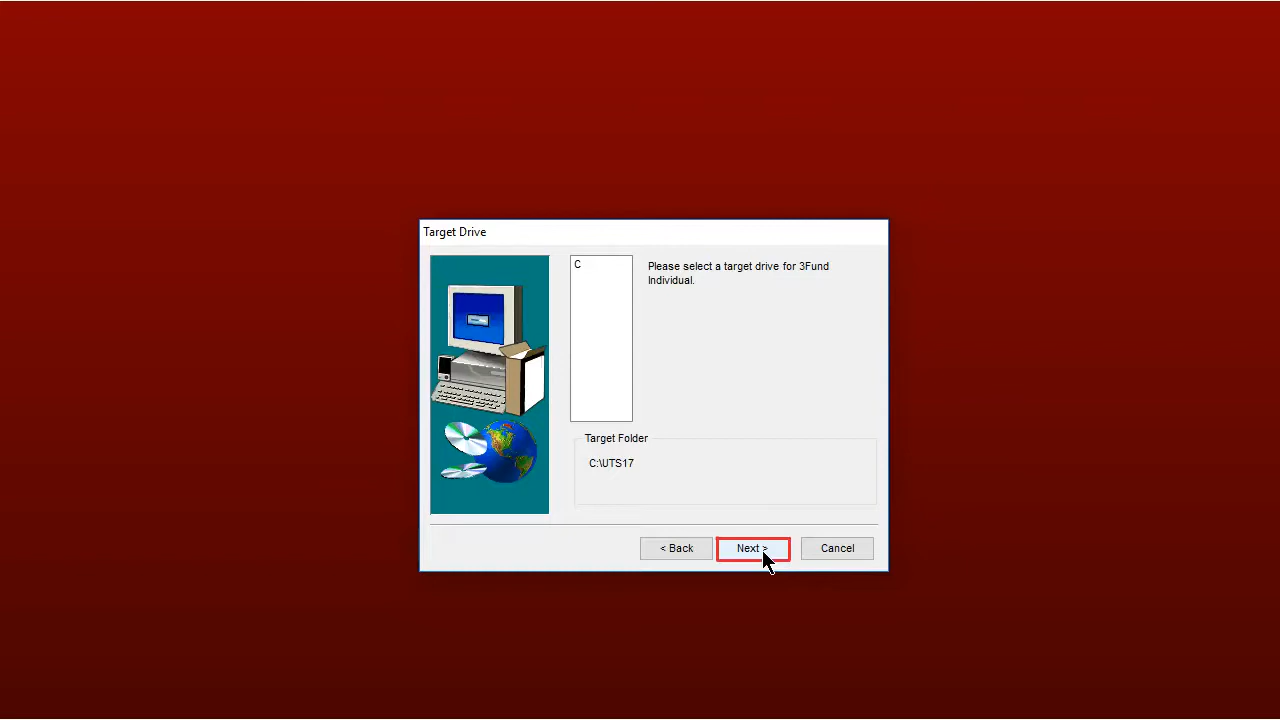 Target Drive
C
Please select a target drive for 3Fund
Individual.
Target Folder
C:\UTS17
< Back
Next >
Cancel